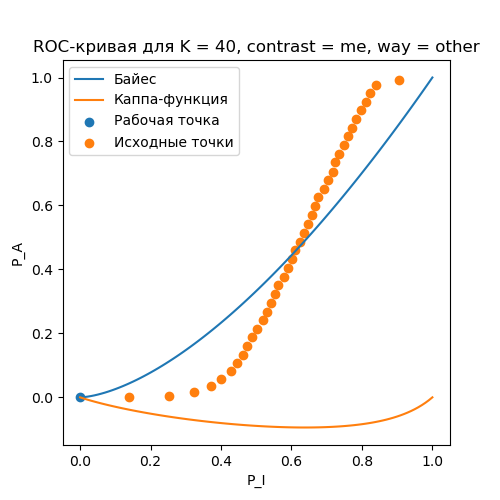 ROC-кривая для K = 40, contrast = me, way = other
Байес
Каппа-функция
Рабочая точка
Исходные точки
1.0
0.8
0.6
0.4
0.2
0.0
P_A
0.0 0.2 0.4 0.6 0.8 1.0
P_I